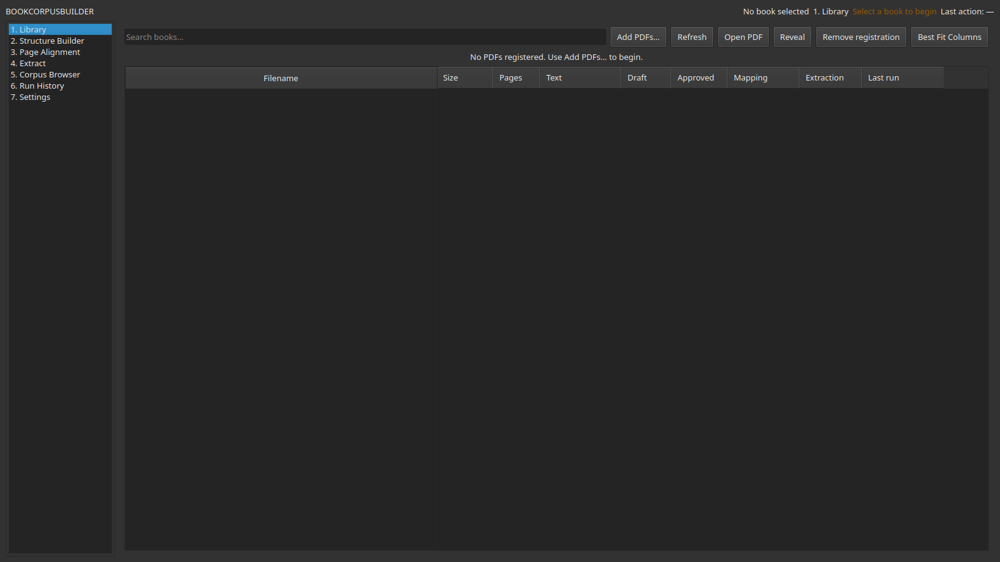 BOOKCORPUSBUILDER
No book selected 1. Library Select a book to begin Last action: —
1. Library
2. Structure Builder
3. Page Alignment
4. Extract
5. Corpus Browser
6. Run History
7. Settings
Search books... Add PDFs... Refresh Open PDF Reveal Remove registration Best Fit Columns
No PDFs registered. Use Add PDFs... to begin.
Filename Size Pages Text Draft Approved Mapping Extraction Last run